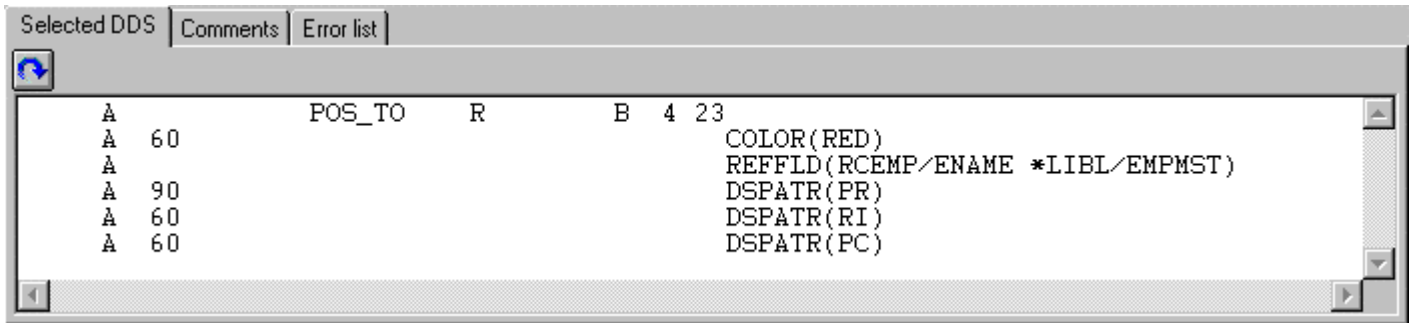 Selected DDS Comments Error list
A POS_TO R B 4 23
A 60 COLOR(RED)
A REFFLD(RCEMP/ENAME *LIBL/EMPMST)
A 90 DSPATR(PR)
A 60 DSPATR(RI)
A 60 DSPATR(PC)